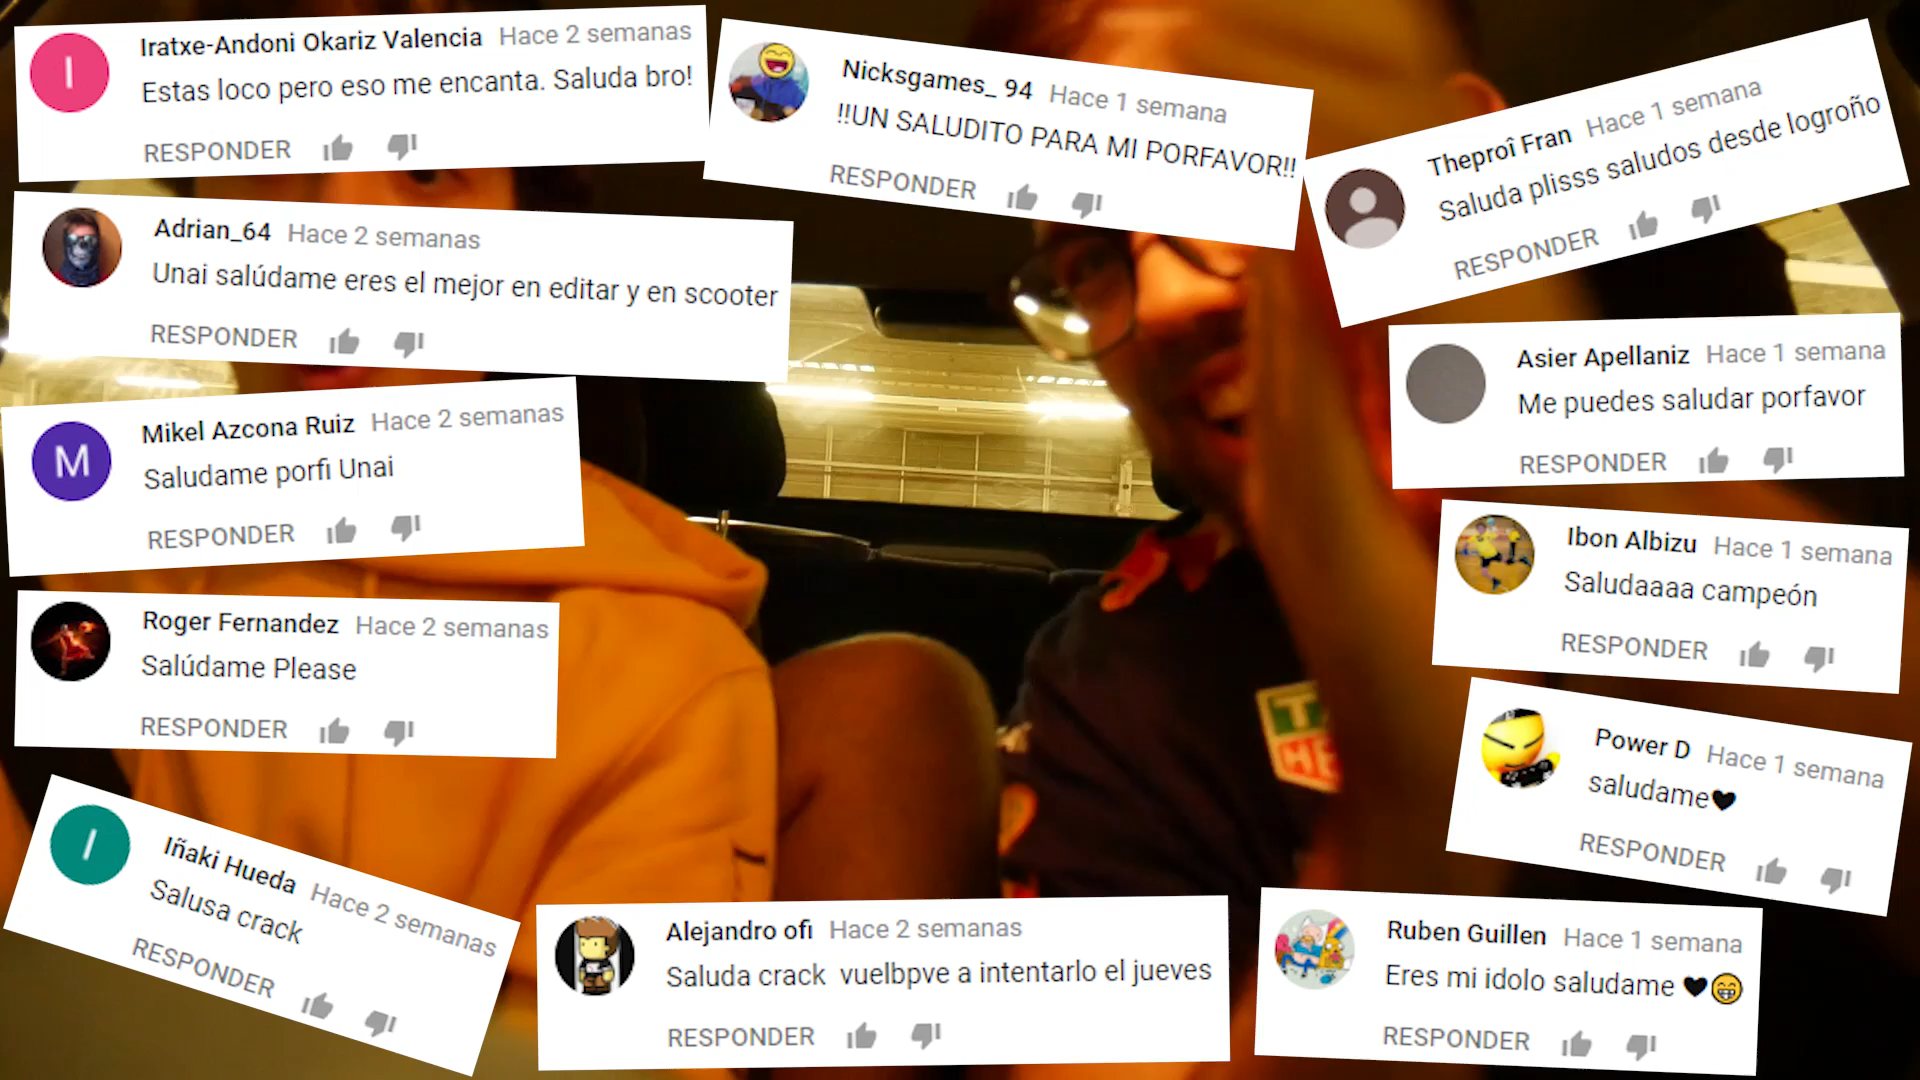 Iratxe-Andoni Okariz Valencia Hace 2 semanas
Estas loco pero eso me encanta. Saluda bro!
RESPONDER
Nicksgames_ 94 Hace 1 semana
!!UN SALUDITO PARA MI PORFAVOR!!
RESPONDER
Theproî Fran Hace 1 semana
Saluda plisss saludos desde logroño
RESPONDER
Adrian_64 Hace 2 semanas
Unai salúdame eres el mejor en editar y en scooter
RESPONDER
Asier Apellaniz Hace 1 semana
Me puedes saludar porfavor
RESPONDER
M
Mikel Azcona Ruiz Hace 2 semanas
Saludame porfi Unai
RESPONDER
Ibon Albizu Hace 1 semana
Saludaaaa campeón
RESPONDER
Roger Fernandez Hace 2 semanas
Salúdame Please
RESPONDER
Power D Hace 1 semana
saludame🖤
RESPONDER
I
Iñaki Hueda Hace 2 semanas
Salusa crack
RESPONDER
Alejandro ofi Hace 2 semanas
Saluda crack vuelbpve a intentarlo el jueves
RESPONDER
Ruben Guillen Hace 1 semana
Eres mi idolo saludame 🖤😁
RESPONDER
I
HE